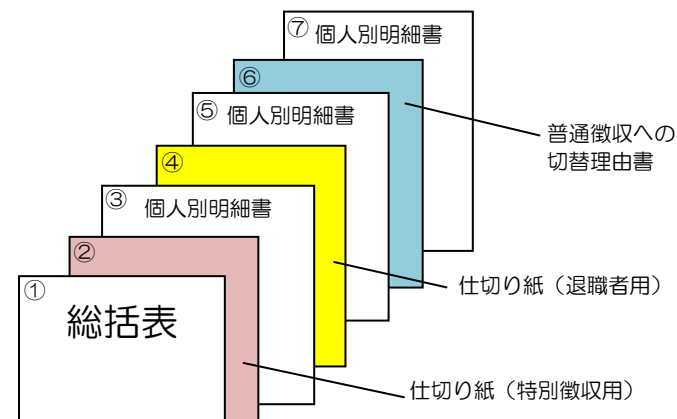 ⑦ 個人別明細書
⑥
⑤ 個人別明細書
普通徴収への
切替理由書
④
③ 個人別明細書
②
仕切り紙（退職者用）
①
総括表
仕切り紙（特別徴収用）